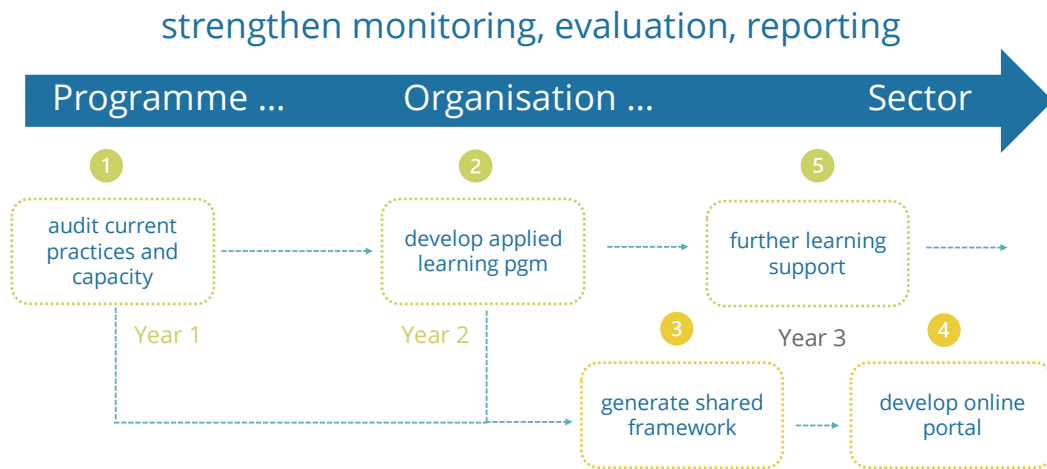 strengthen monitoring, evaluation, reporting
Programme ...
Organisation ...
Sector
1
2
5
audit current
practices and
capacity
develop applied
learning pgm
further learning
support
Year 1
Year 2
3
Year 3
4
generate shared
framework
develop online
portal